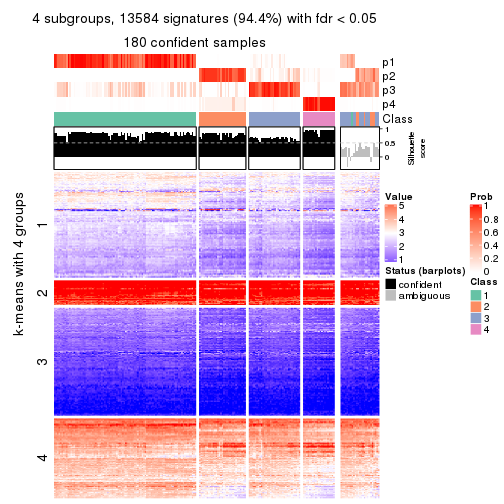 4 subgroups, 13584 signatures (94.4%) with fdr < 0.05
180 confident samples
p1
p2
p3
p4
Class
1
0.5
0
Silhouette
score
k-means with 4 groups
1
2
3
4
Value
5
4
3
2
1
Status (barplots)
confident
ambiguous
Prob
1
0.8
0.6
0.4
0.2
0
Class
1
2
3
4